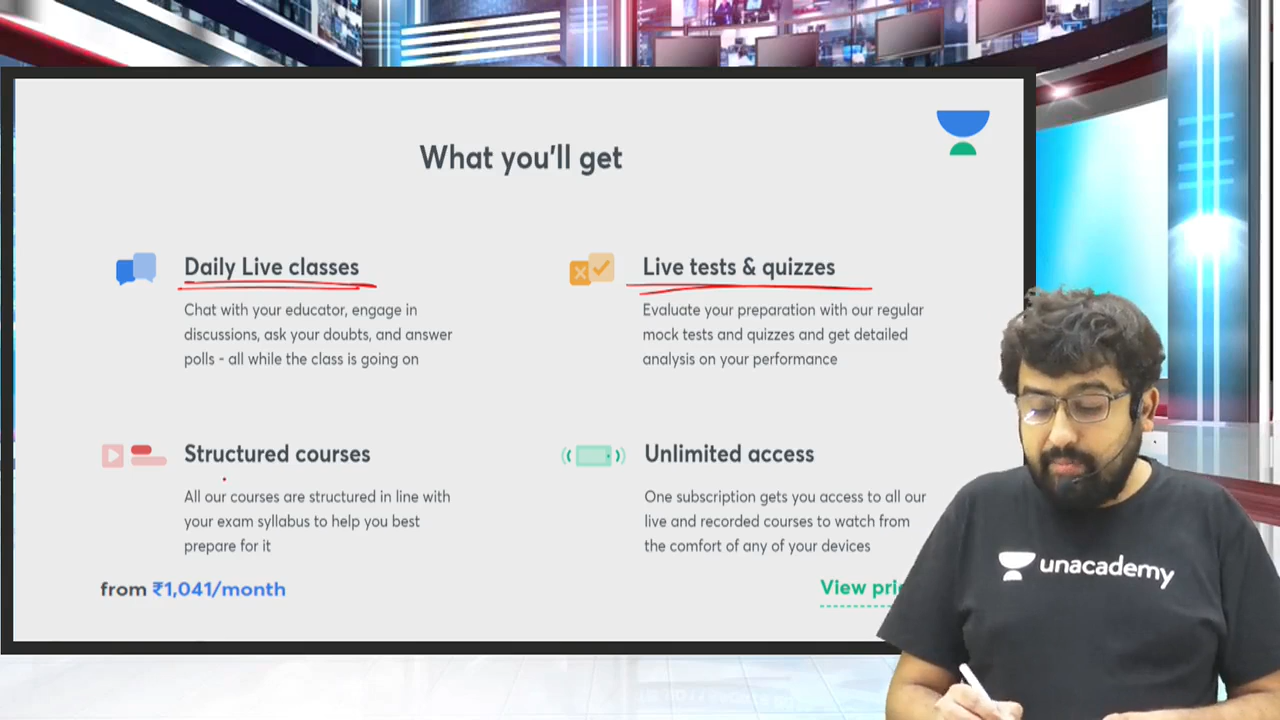 What you'll get
Daily Live classes
Chat with your educator, engage in
discussions, ask your doubts, and answer
polls - all while the class is going on
Live tests & quizzes
Evaluate your preparation with our regular
mock tests and quizzes and get detailed
analysis on your performance
Structured courses
All our courses are structured in line with
your exam syllabus to help you best
prepare for it
Unlimited access
One subscription gets you access to all our
live and recorded courses to watch from
the comfort of any of your devices
from ₹1,041/month
View
unacademy